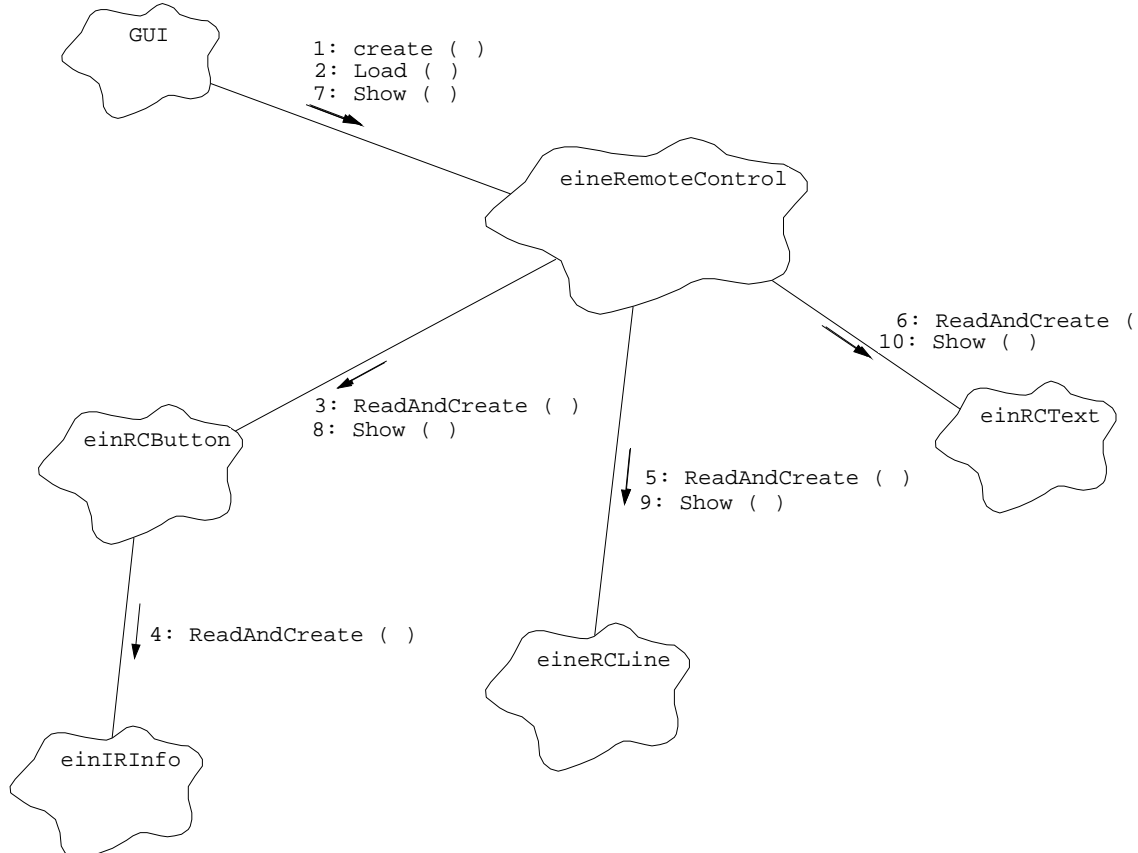 GUI
1: create ( )
2: Load ( )
7: Show ( )
eineRemoteControl
6: ReadAndCreate (
10: Show ( )
3: ReadAndCreate ( )
8: Show ( )
einRCButton
einRCText
5: ReadAndCreate ( )
9: Show ( )
4: ReadAndCreate ( )
eineRCLine
einIRInfo